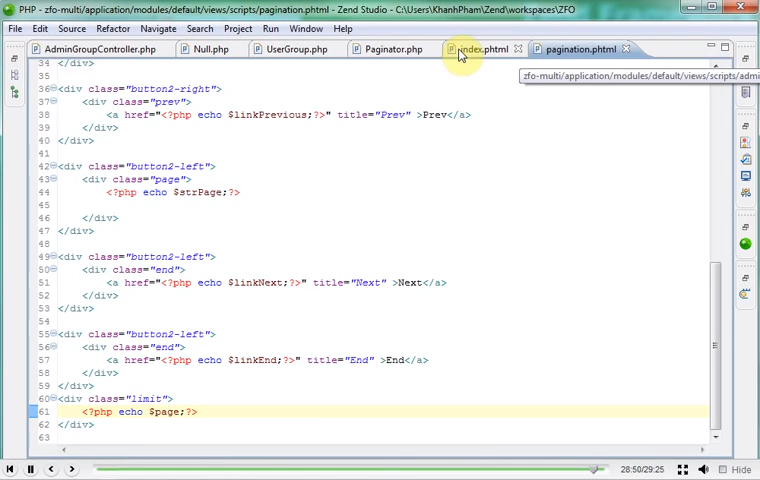 PHP - zfo-multi/application/modules/default/views/scripts/pagination.phtml - Zend Studio - C:\Users\KhanhPham\Zend\workspaces\ZFO
File Edit Source Refactor Navigate Search Project Run Window Help
AdminGroupController.php Null.php UserGroup.php Paginator.php index.phtml pagination.phtml
zfo-multi/application/modules/default/views/scripts/admi
34 </div>
35
36 <div class="button2-right">
37 <div class="prev">
38 <a href="<?php echo $linkPrevious;?>" title="Prev" >Prev</a>
39 </div>
40 </div>
41
42 <div class="button2-left">
43 <div class="page">
44 <?php echo $strPage;?>
45
46 </div>
47 </div>
48
49 <div class="button2-left">
50 <div class="end">
51 <a href="<?php echo $linkNext;?>" title="Next" >Next</a>
52 </div>
53 </div>
54
55 <div class="button2-left">
56 <div class="end">
57 <a href="<?php echo $linkEnd;?>" title="End" >End</a>
58 </div>
59 </div>
60 <div class="limit">
61 <?php echo $page;?>
62 </div>
63
28:50/29:25 Hide